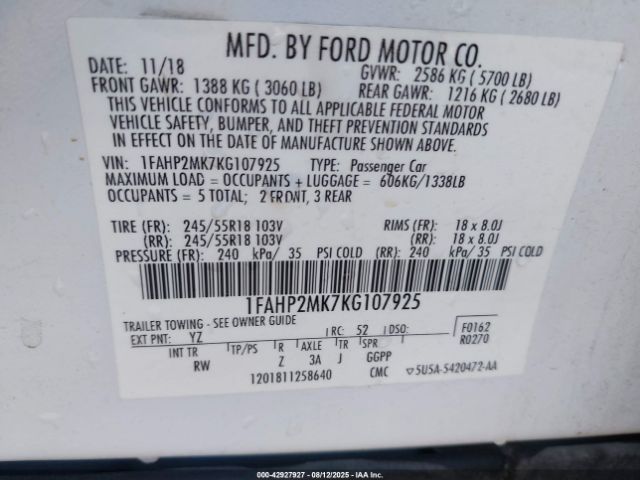 MFD. BY FORD MOTOR CO.
DATE: 11/18 GVWR: 2586 KG ( 5700 LB)
FRONT GAWR: 1388 KG ( 3060 LB) REAR GAWR: 1216 KG ( 2680 LB)
THIS VEHICLE CONFORMS TO ALL APPLICABLE FEDERAL MOTOR
VEHICLE SAFETY, BUMPER, AND THEFT PREVENTION STANDARDS
IN EFFECT ON THE DATE OF MANUFACTURE SHOWN ABOVE.
VIN: 1FAHP2MK7KG107925 TYPE: Passenger Car
MAXIMUM LOAD = OCCUPANTS + LUGGAGE = 606KG/1338LB
OCCUPANTS = 5 TOTAL; 2 FRONT, 3 REAR
TIRE (FR): 245/55R18 103V RIMS (FR): 18 x 8.0J
(RR): 245/55R18 103V (RR): 18 x 8.0J
PRESSURE (FR): 240 kPa/ 35 PSI COLD (RR): 240 kPa/ 35 PSI COLD
1FAHP2MK7KG107925
TRAILER TOWING - SEE OWNER GUIDE
EXT PNT: YZ RC: 52 DSO: F0162
R0270
INT TR TP/PS R AXLE TR SPR
RW Z 3A J GGPP
1201811258640 CMC 5U5A-5420472-AA
000-42927927 - 08/12/2025 - IAAI, Inc.